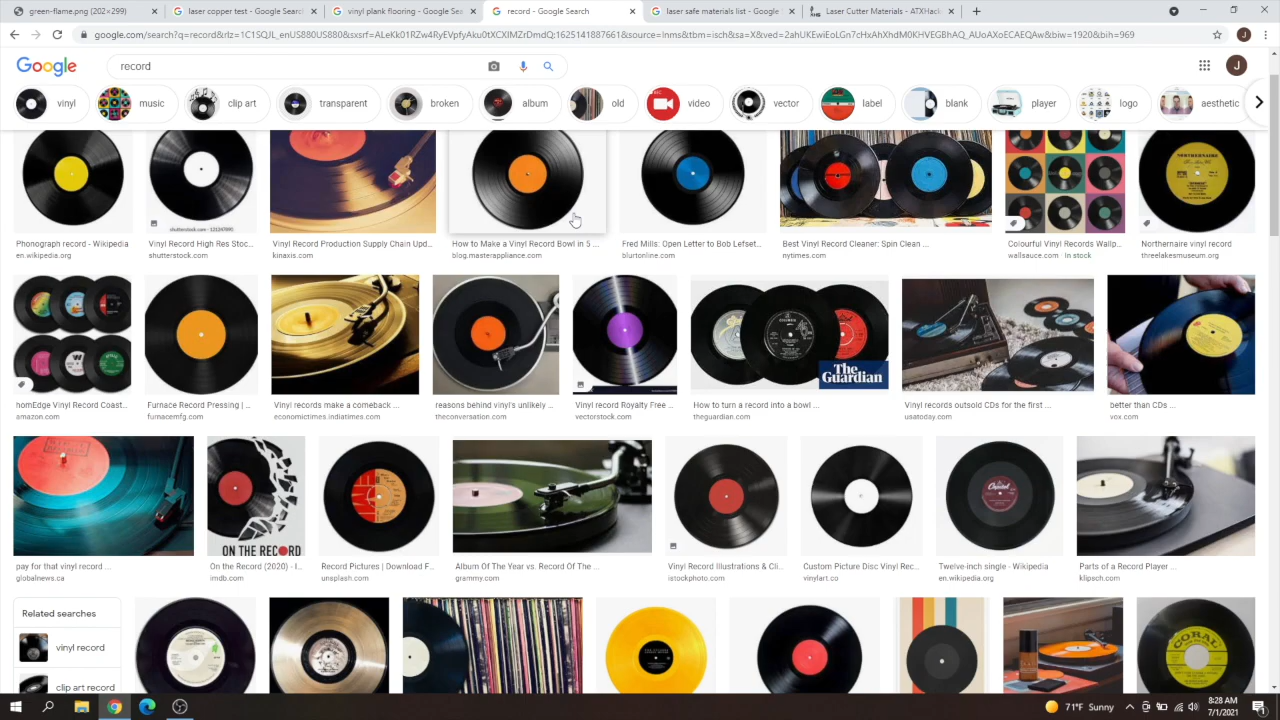 green-flame.png (202×299)
laser copper test - Google Search
vinyl plank flooring - Google Sea
record - Google Search
laser safe materials list - Google
Laser Cutter Materials - ATXHack
google.com/search?q=record&rlz=1C1SQJL_enUS880US880&sxsrf=ALeKk01RZw4RyEVpfyAku0tXCXIMZrDmdQ:1625141887661&source=lnms&tbm=isch&sa=X&ved=2ahUKEwiEoLGn7cHxAhXhdM0KHVEGBhAQ_AUoAXoECAEQAw&biw=1920&bih=969
J
Google
record
J
vinyl
music
clip art
transparent
broken
album
old
REC
video
vector
label
blank
player
logo
aesthetic
shutterstock.com · 121247095
NORTHERNAIRE
Phonograph record - Wikipedia
Vinyl Record High Res Stoc...
Vinyl Record Production Supply Chain Upd...
How to Make a Vinyl Record Bowl in 5 ...
Fred Mills: Open Letter to Bob Lefset...
Best Vinyl Record Cleaner: Spin Clean ...
Colourful Vinyl Records Wallp...
Northernaire vinyl record
en.wikipedia.org
shutterstock.com
kinaxis.com
blog.masterappliance.com
blurtonline.com
nytimes.com
wallsauce.com
In stock
threelakesmuseum.org
The
Guardian
homEdge Vinyl Record Coast...
Furnace Record Pressing | ...
Vinyl records make a comeback ...
reasons behind vinyl's unlikely ...
Vinyl record Royalty Free ...
How to turn a record into a bowl ...
Vinyl records outsold CDs for the first ...
better than CDs ...
amazon.com
furnacemfg.com
economictimes.indiatimes.com
theconversation.com
vectorstock.com
theguardian.com
usatoday.com
vox.com
ON THE RECORD
Capitol
pay for that vinyl record ...
On the Record (2020) - I...
Record Pictures | Download F...
Album Of The Year vs. Record Of The ...
Vinyl Record Illustrations & Cli...
Custom Picture Disc Vinyl Rec...
Twelve-inch single - Wikipedia
Parts of a Record Player ...
globalnews.ca
imdb.com
unsplash.com
grammy.com
istockphoto.com
vinylart.co
en.wikipedia.org
klipsch.com
Related searches
vinyl record
clip art record
CORAL
71°F Sunny
8:28 AM
7/1/2021
1